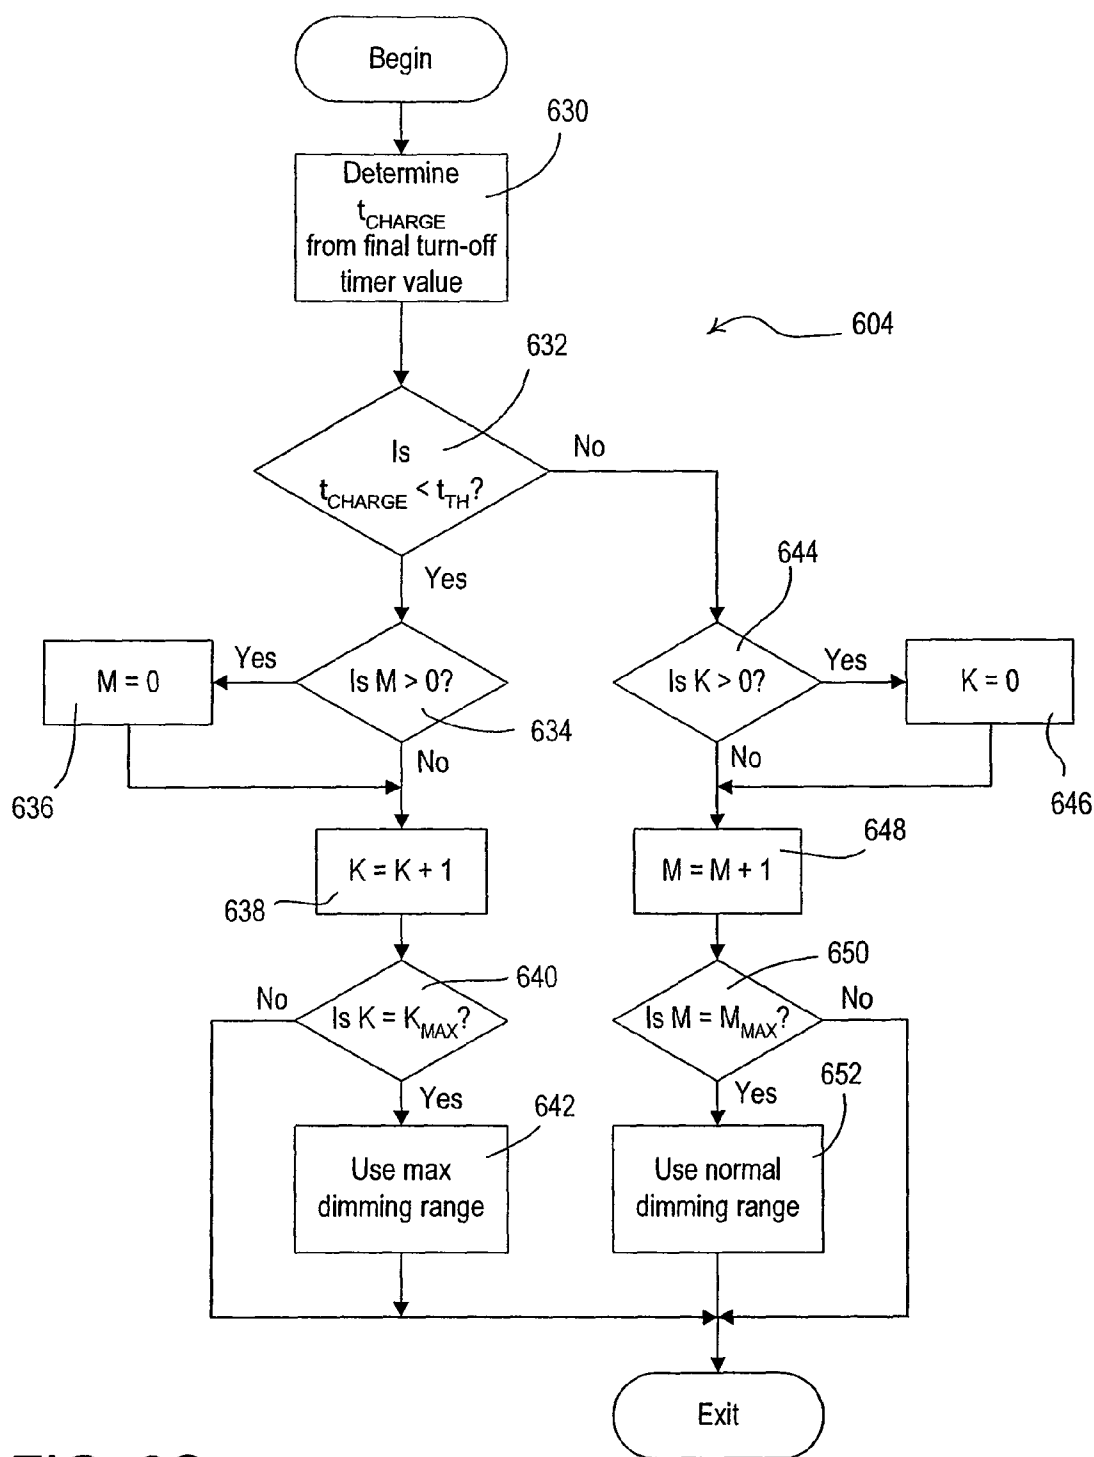 Begin
630
Determine
tCHARGE
from final turn-off
timer value
604
632
Is
tCHARGE < tTH?
No
Yes
644
Yes
M = 0
Is M > 0?
634
No
636
Is K > 0?
Yes
K = 0
No
646
K = K + 1
638
M = M + 1
648
640
No
Is K = KMAX?
Yes
650
Is M = MMAX?
No
Yes
642
Use max
dimming range
652
Use normal
dimming range
Exit